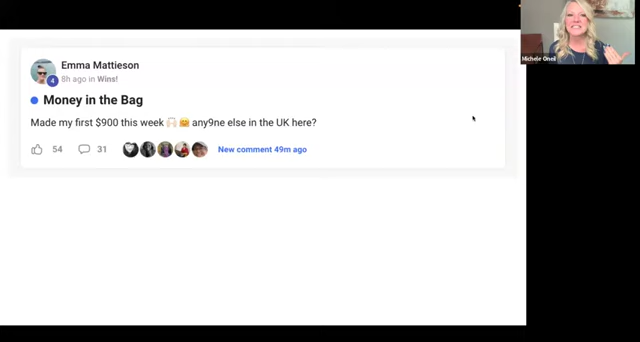 Emma Mattieson
4
8h ago in Wins!
Money in the Bag
Made my first $900 this week 🙌 🤗 any9ne else in the UK here?
54 31 New comment 49m ago
Michele Oneil